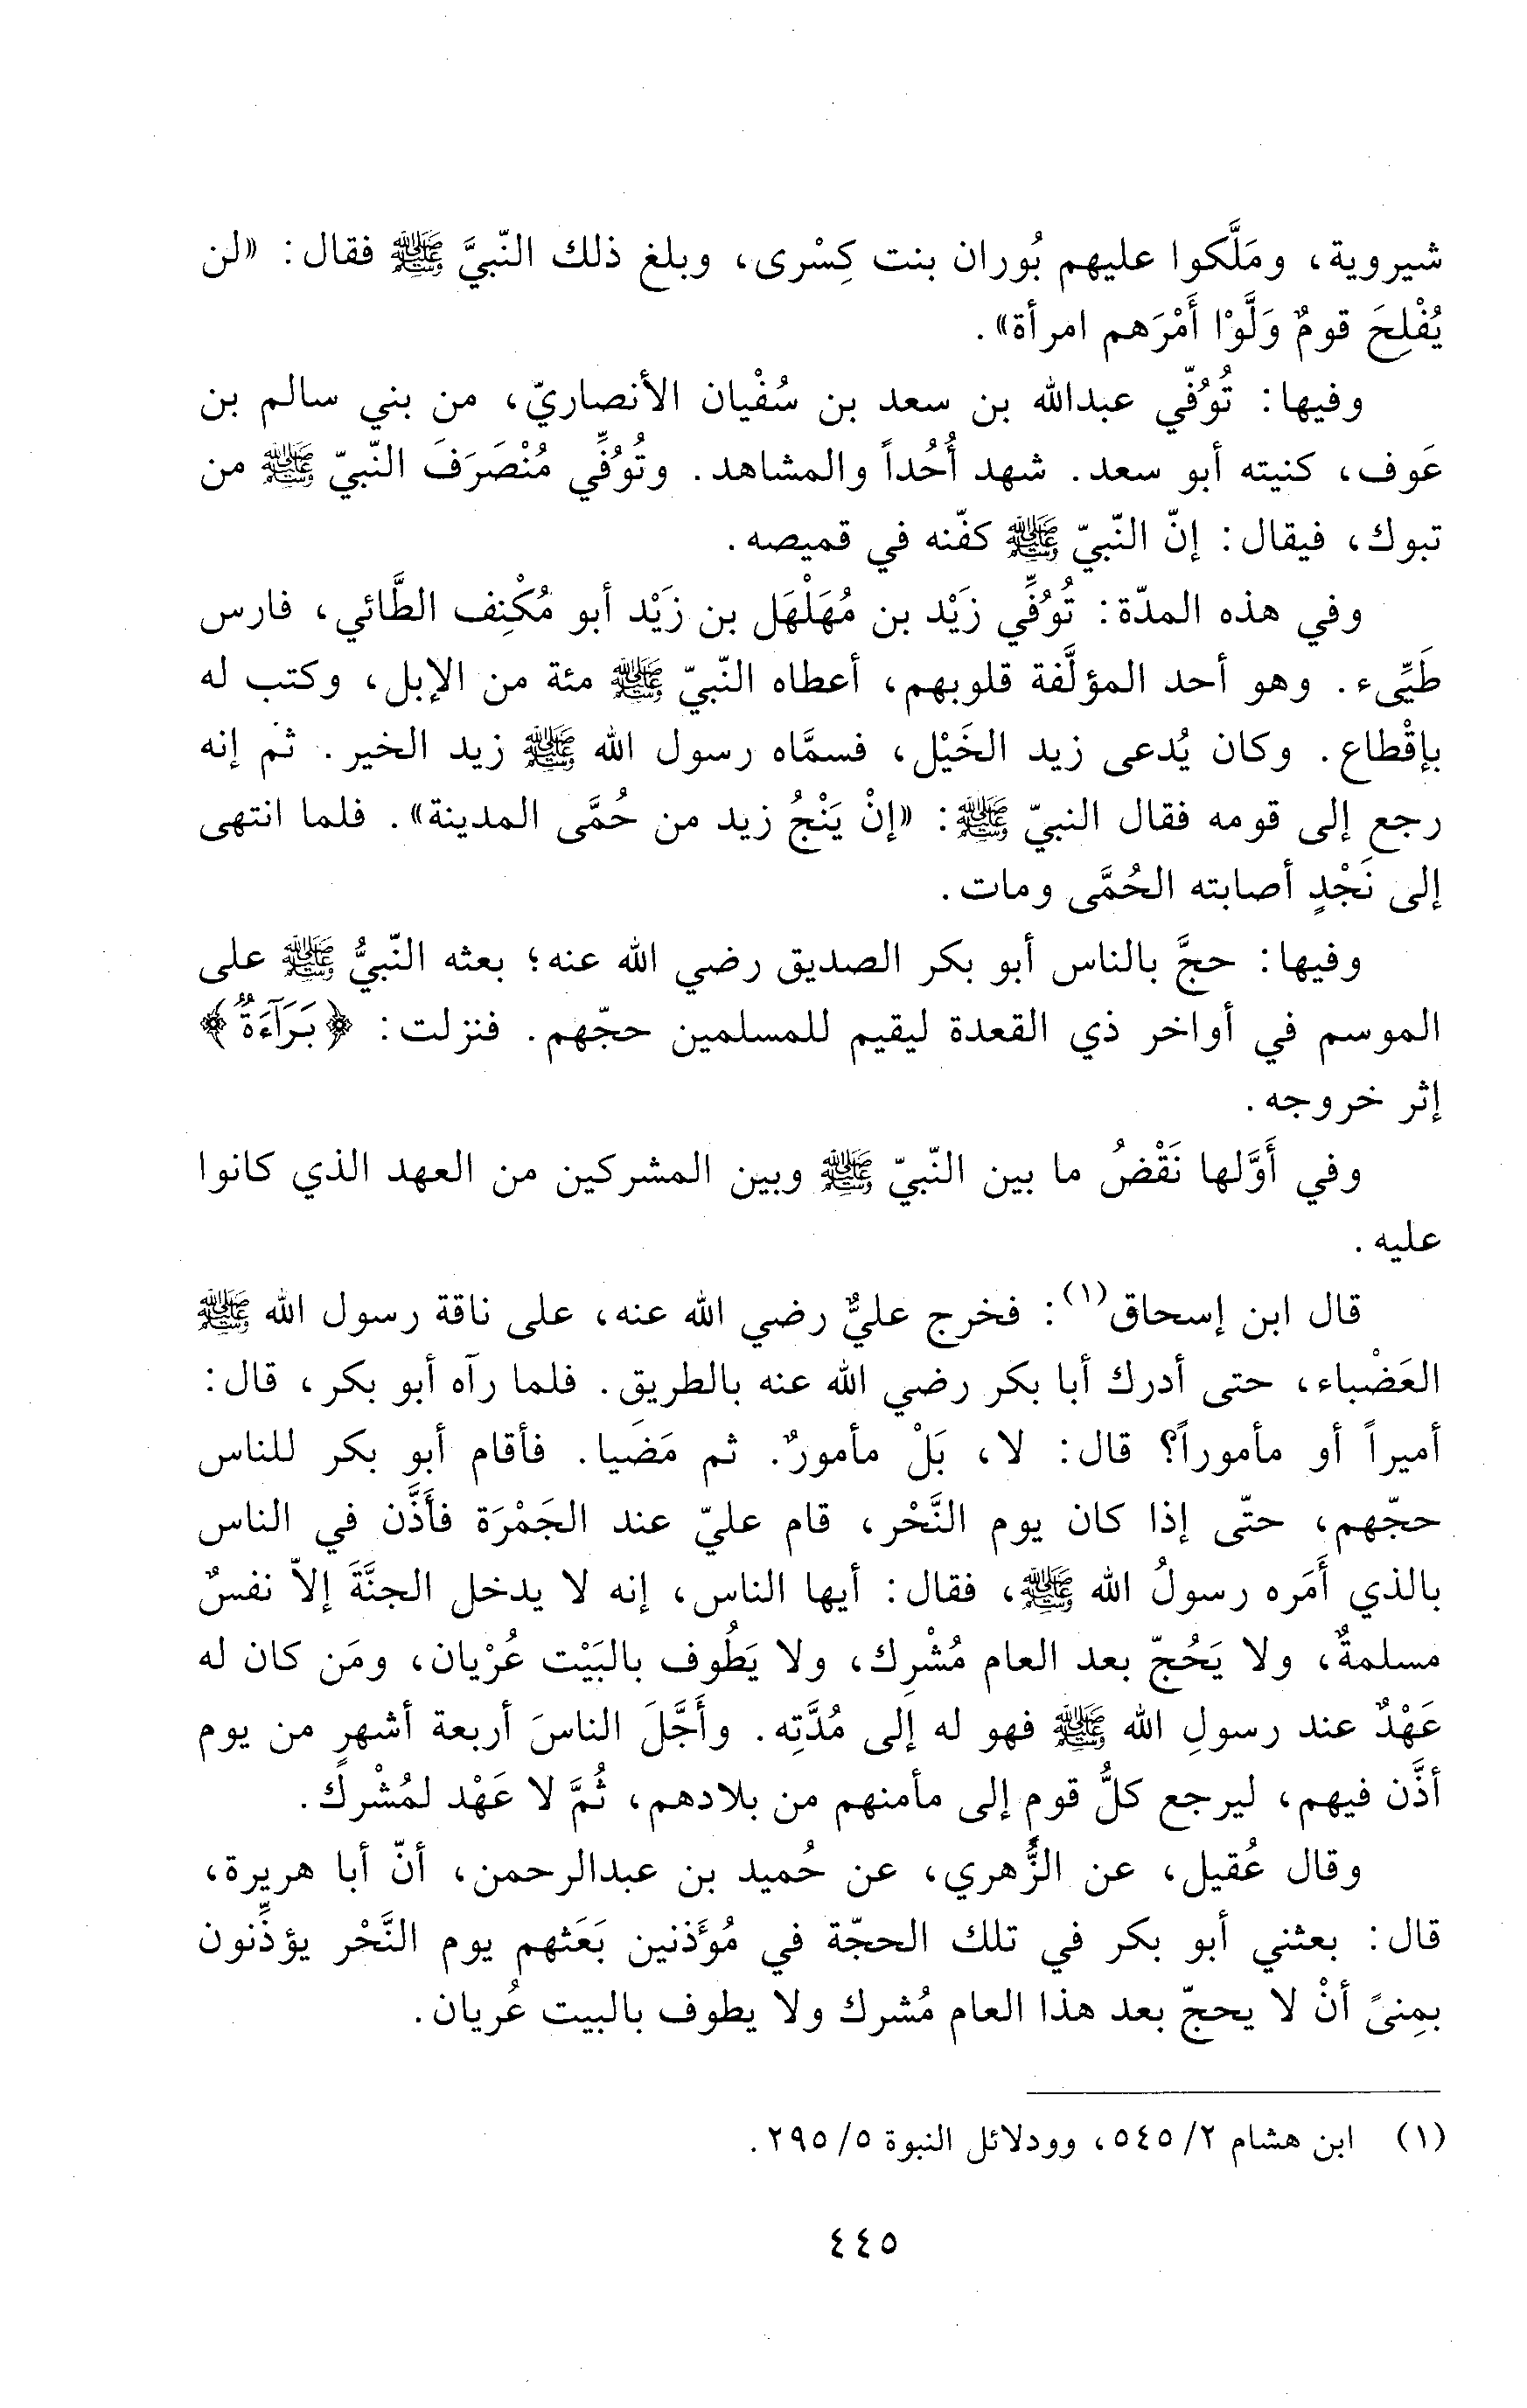 شيروية، ومَلَّكوا عليهم بُوران بنت كِسْرى، وبلغ ذلك النّبيَّ ﷺ فقال: «لن
يُفْلِحَ قومٌ وَلَّوْا أَمْرَهم امرأة».
وفيها: تُوُفّي عبدالله بن سعد بن سُفْيان الأنصاريّ، من بني سالم بن
عَوف، كنيته أبو سعد. شهد أُحُداً والمشاهد. وتُوُفِّي مُنْصَرَفَ النّبيّ ﷺ من
تبوك، فيقال: إنّ النّبيّ ﷺ كفّنه في قميصه.
وفي هذه المدّة: تُوُفِّي زَيْد بن مُهَلْهَل بن زَيْد أبو مُكْنِف الطَّائي، فارس
طَيِّىء. وهو أحد المؤلَّفة قلوبهم، أعطاه النّبيّ ﷺ مئة من الإبل، وكتب له
بإقْطاع. وكان يُدعى زيد الخَيْل، فسمَّاه رسول الله ﷺ زيد الخير. ثم إنه
رجع إلى قومه فقال النبيّ ﷺ: «إنْ يَنْجُ زيد من حُمَّى المدينة». فلما انتهى
إلى نَجْدٍ أصابته الحُمَّى ومات.
وفيها: حجَّ بالناس أبو بكر الصديق رضي الله عنه؛ بعثه النّبيُّ ﷺ على
الموسم في أواخر ذي القعدة ليقيم للمسلمين حجّهم. فنزلت: ﴿بَرَآءَةٌ﴾
إثر خروجه.
وفي أَوَّلها نَقْضُ ما بين النّبيّ ﷺ وبين المشركين من العهد الذي كانوا
عليه.
قال ابن إسحاق(١): فخرج عليٌّ رضي الله عنه، على ناقة رسول الله ﷺ
العَضْباء، حتى أدرك أبا بكر رضي الله عنه بالطريق. فلما رآه أبو بكر، قال:
أميراً أو مأموراً؟ قال: لا، بَلْ مأمورٌ. ثم مَضَيا. فأقام أبو بكر للناس
حجّهم، حتّى إذا كان يوم النَّحْر، قام عليّ عند الجَمْرَة فأَذَّن في الناس
بالذي أَمَره رسولُ الله ﷺ، فقال: أيها الناس، إنه لا يدخل الجنَّةَ إلاّ نفسٌ
مسلمةٌ، ولا يَحُجّ بعد العام مُشْرِك، ولا يَطُوف بالبَيْت عُرْيان، ومَن كان له
عَهْدٌ عند رسولِ الله ﷺ فهو له إلى مُدَّتِه. وأَجَّلَ الناسَ أربعة أشهرٍ من يوم
أذَّن فيهم، ليرجع كلُّ قومٍ إلى مأمنهم من بلادهم، ثُمَّ لا عَهْد لمُشْرِك.
وقال عُقيل، عن الزُّهري، عن حُميد بن عبدالرحمن، أنّ أبا هريرة،
قال: بعثني أبو بكر في تلك الحجّة في مُؤَذنين بَعَثهم يوم النَّحْر يؤذِّنون
بمِنىً أنْ لا يحجّ بعد هذا العام مُشرك ولا يطوف بالبيت عُريان.
(١) ابن هشام ٢/ ٥٤٥، وودلائل النبوة ٥/ ٢٩٥.
٤٤٥